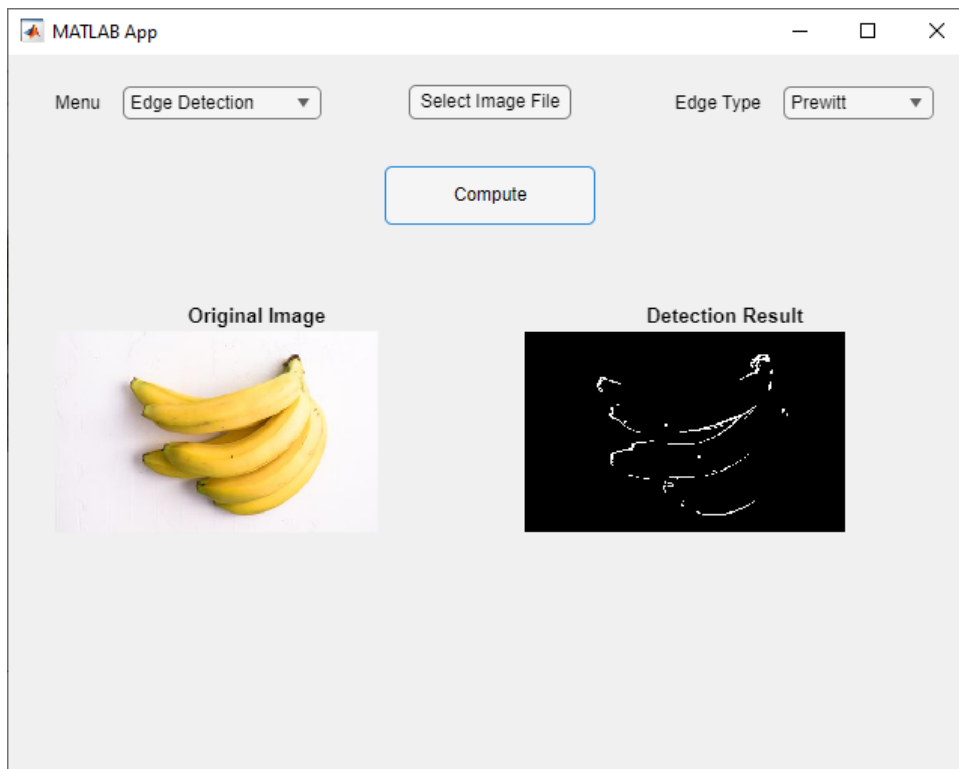 MATLAB App
Menu Edge Detection Select Image File Edge Type Prewitt
Compute
Original Image Detection Result